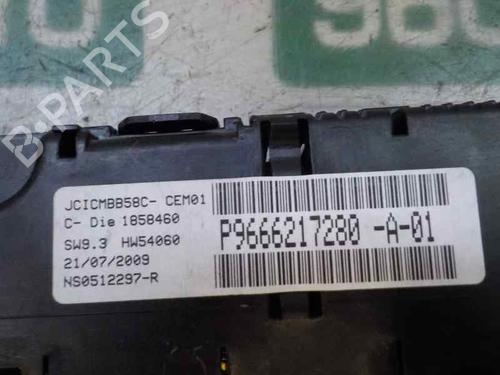 B-PARTS
JCICMBB58C- CEM01
C- Die 1858460
SW9.3 HW54060
21/07/2009
NS0512297-R
P9666217280 -A-01